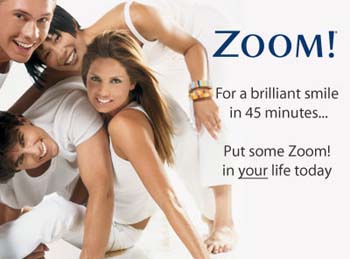 ZOOM!
For a brilliant smile
in 45 minutes...
Put some Zoom!
in your life today